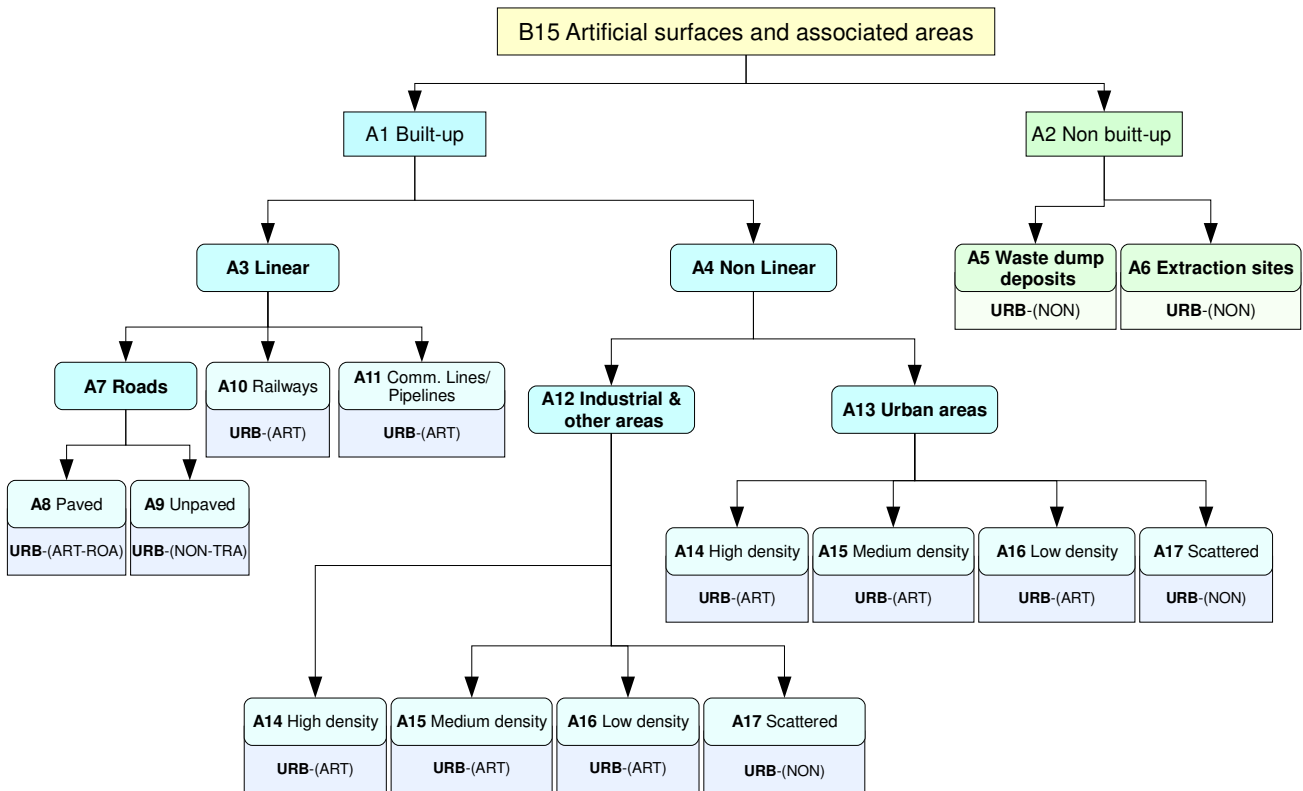 B15 Artificial surfaces and associated areas
A1 Built-up
A2 Non buitt-up
A3 Linear
A4 Non Linear
A5 Waste dump
deposits
URB-(NON)
A6 Extraction sites
URB-(NON)
A7 Roads
A10 Railways
URB-(ART)
A11 Comm. Lines/
Pipelines
URB-(ART)
A12 Industrial &
other areas
A13 Urban areas
A8 Paved
URB-(ART-ROA)
A9 Unpaved
URB-(NON-TRA)
A14 High density
URB-(ART)
A15 Medium density
URB-(ART)
A16 Low density
URB-(ART)
A17 Scattered
URB-(NON)
A14 High density
URB-(ART)
A15 Medium density
URB-(ART)
A16 Low density
URB-(ART)
A17 Scattered
URB-(NON)